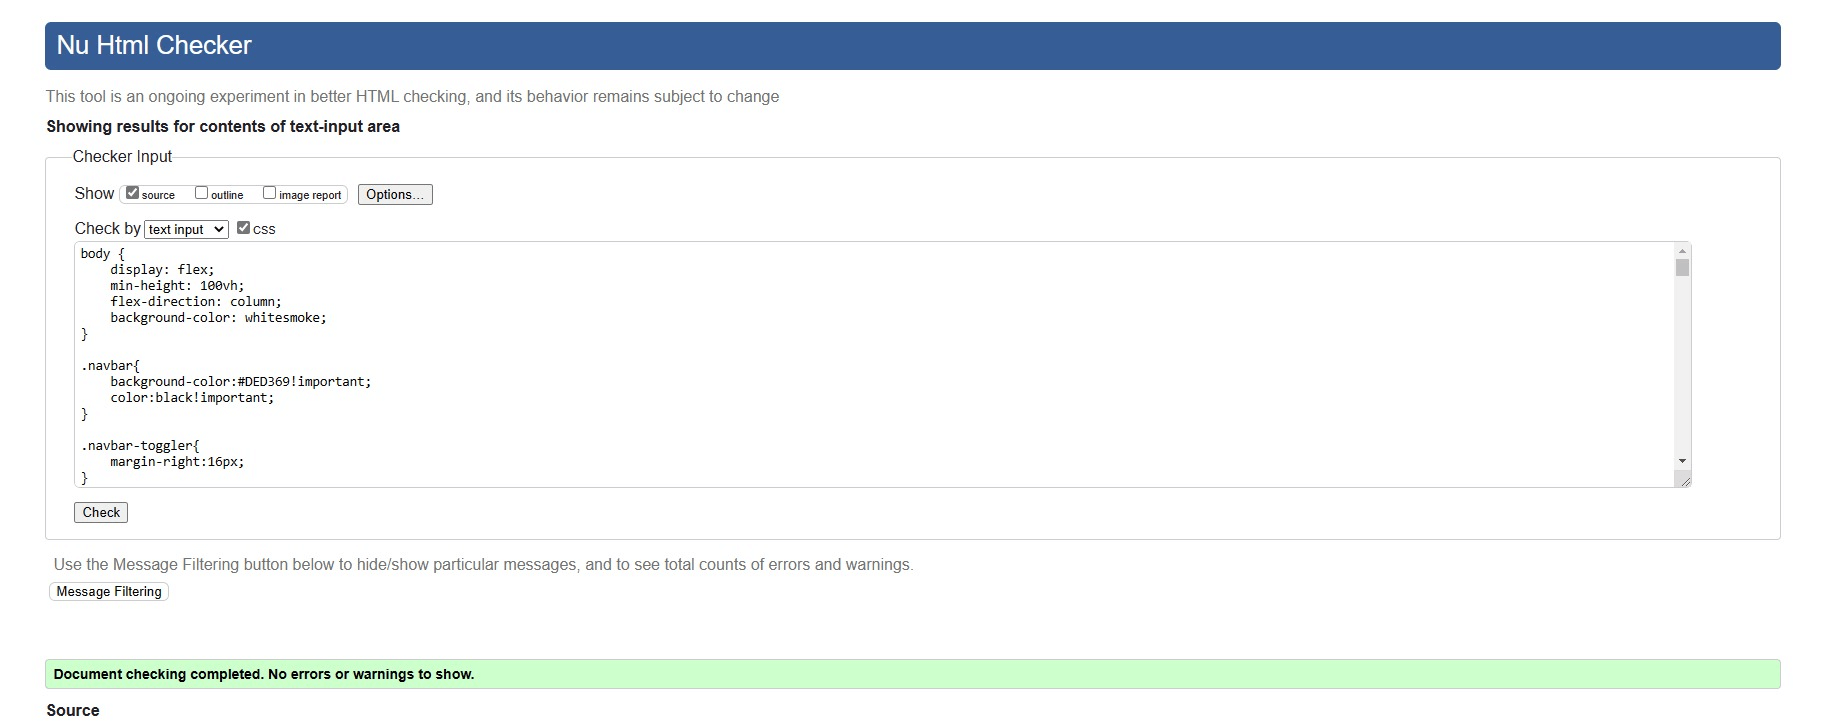 Nu Html Checker
This tool is an ongoing experiment in better HTML checking, and its behavior remains subject to change
Showing results for contents of text-input area
Checker Input
Show source outline image report Options...
Check by text input css
body {
    display: flex;
    min-height: 100vh;
    flex-direction: column;
    background-color: whitesmoke;
}
.navbar{
    background-color:#DED369!important;
    color:black!important;
}
.navbar-toggler{
    margin-right:16px;
}
Check
Use the Message Filtering button below to hide/show particular messages, and to see total counts of errors and warnings.
Message Filtering
Document checking completed. No errors or warnings to show.
Source